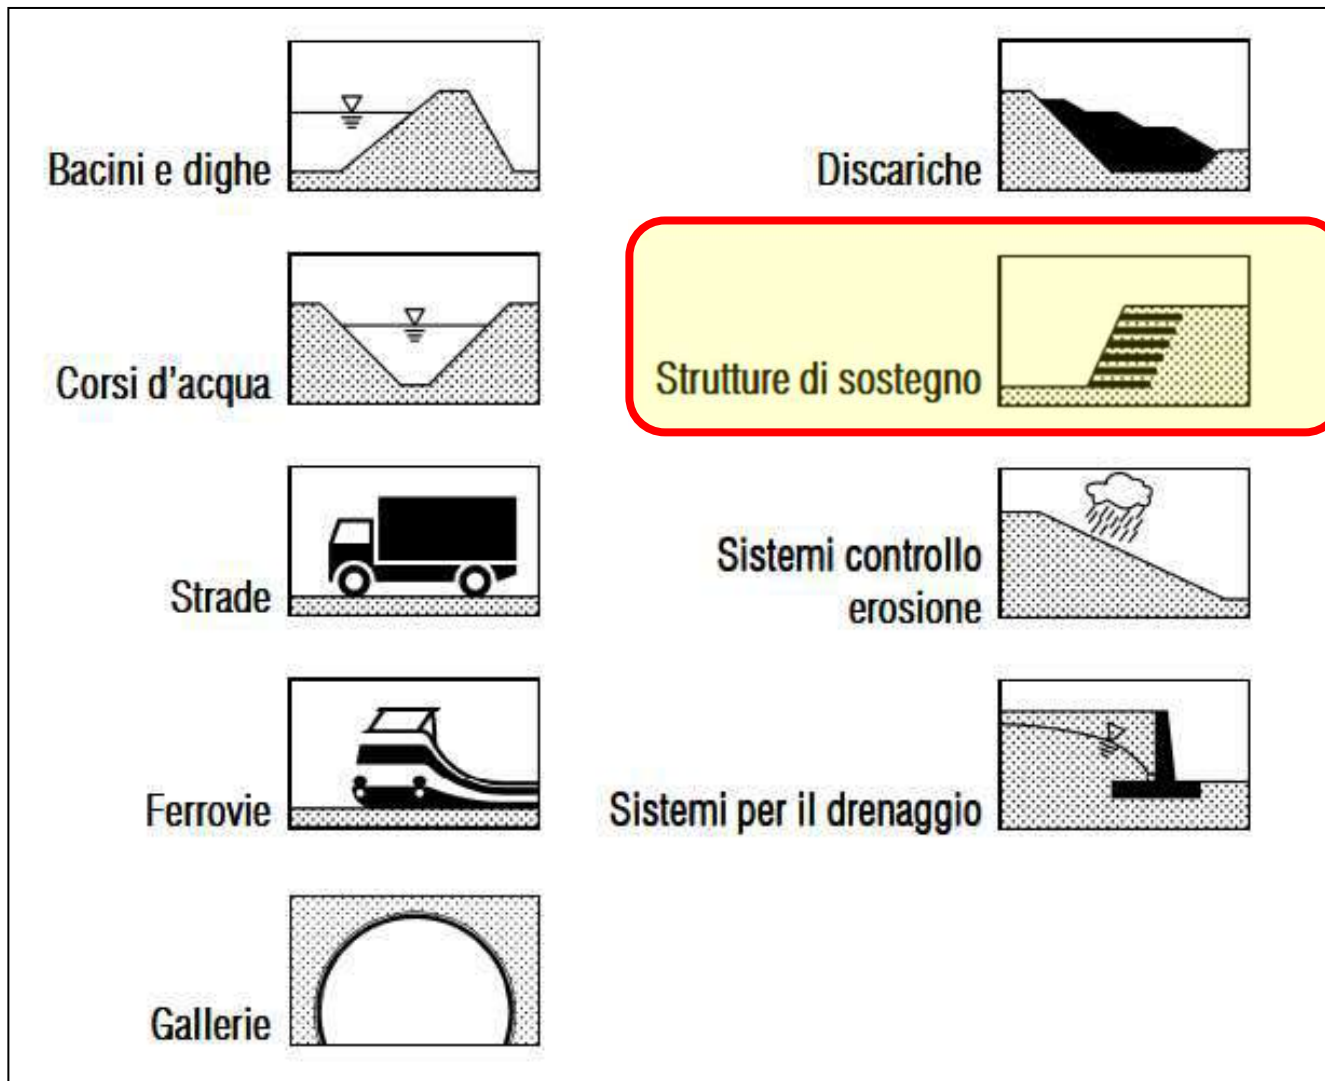 Bacini e dighe
Corsi d'acqua
Strade
Ferrovie
Gallerie
Discariche
Strutture di sostegno
Sistemi controllo
erosione
Sistemi per il drenaggio